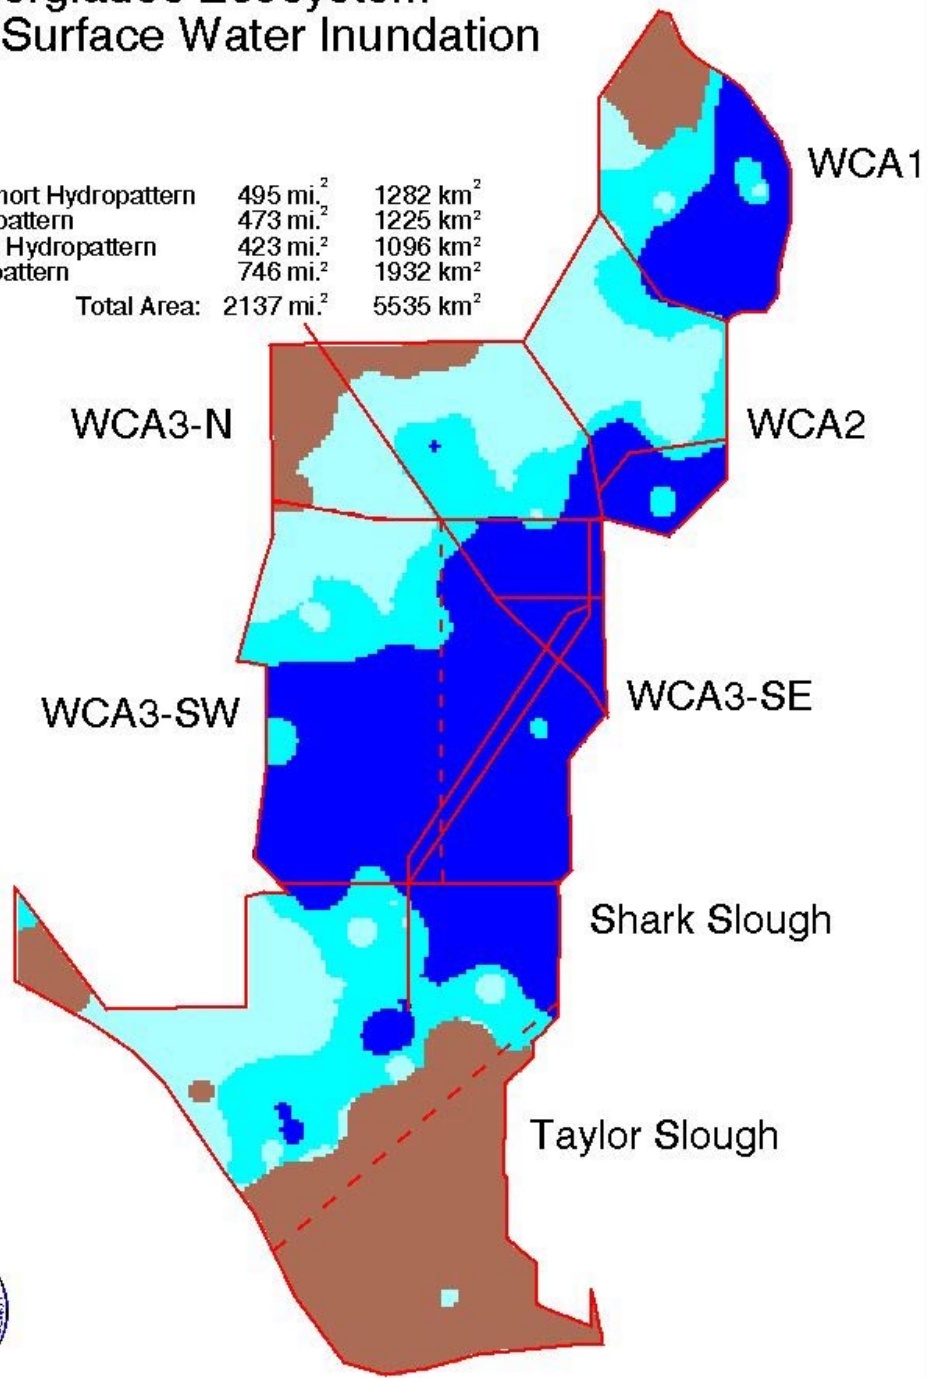 Surface Water Inundation
WCA1
Hydropattern 495 mi.² 1282 km²
473 mi.² 1225 km²
Hydropattern 423 mi.² 1096 km²
746 mi.² 1932 km²
Total Area: 2137 mi.² 5535 km²
WCA3-N
WCA2
WCA3-SW
WCA3-SE
Shark Slough
Taylor Slough